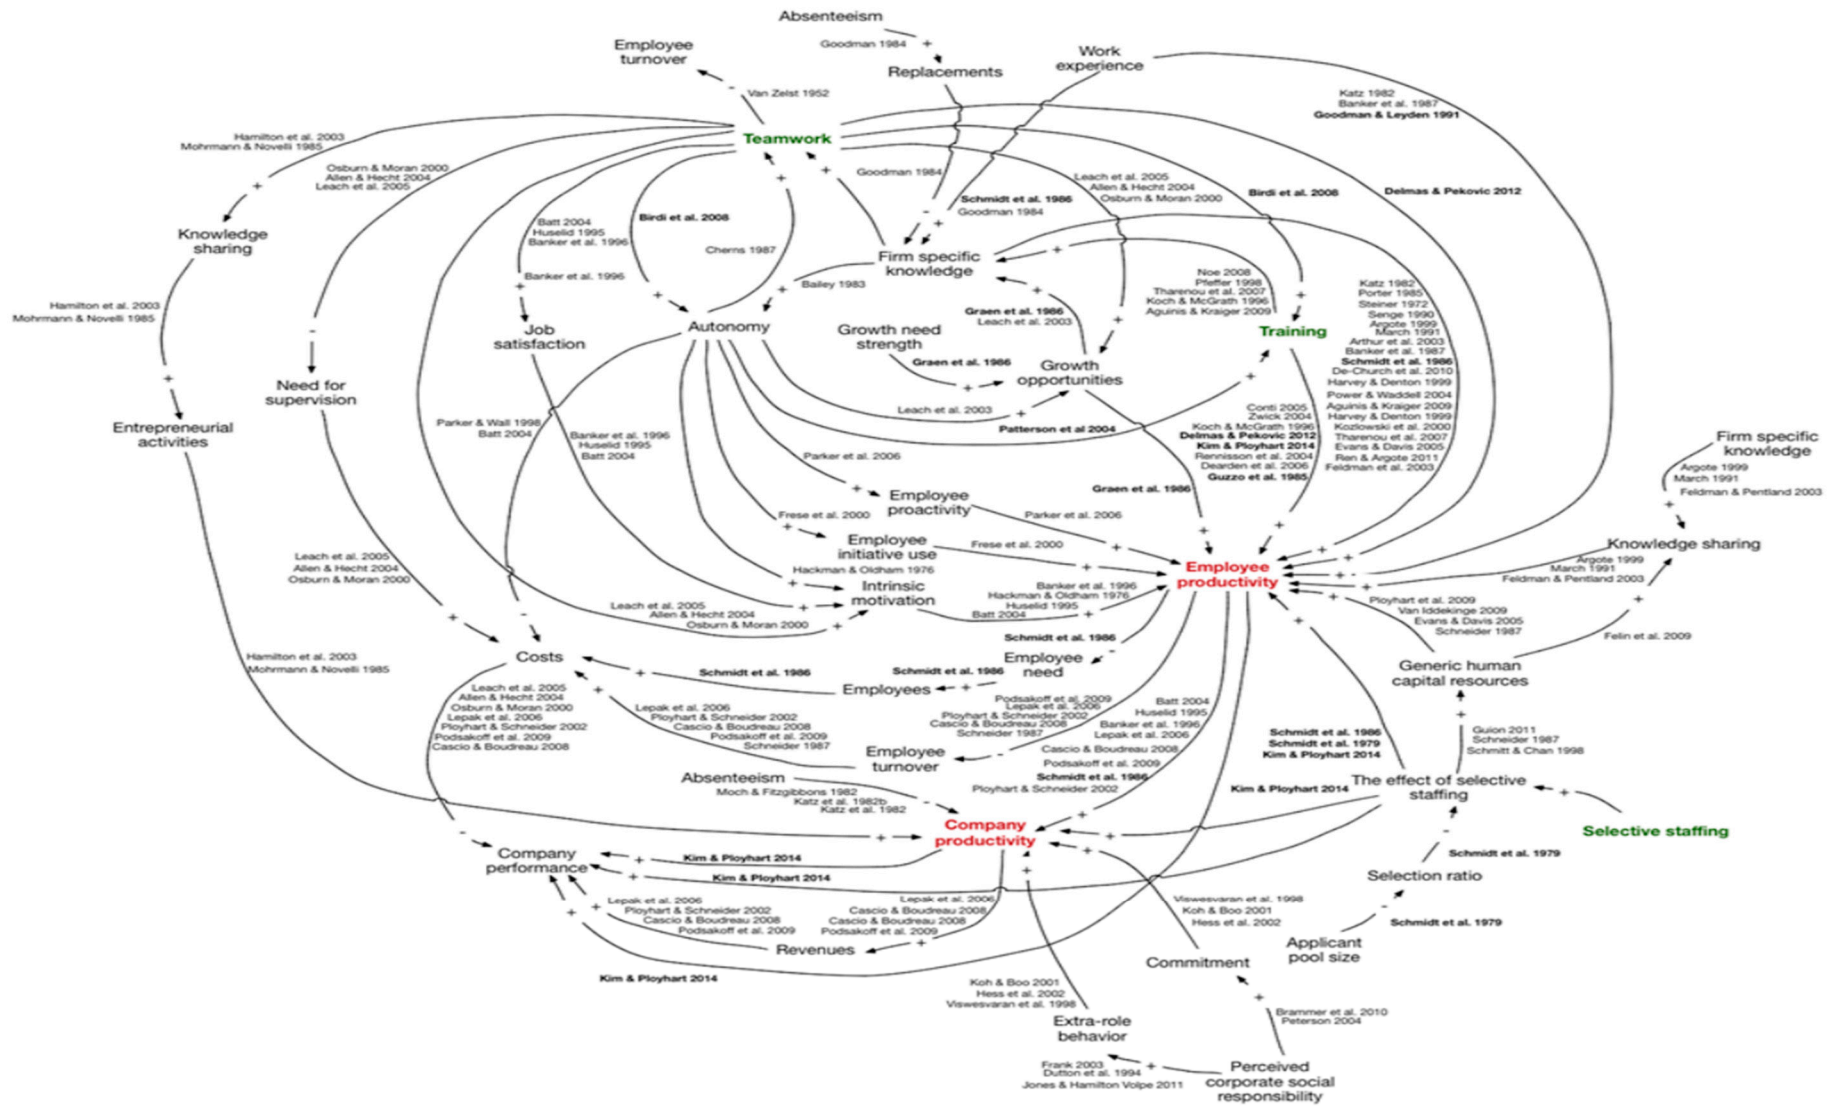 Absenteeism
Goodman 1984
Replacements
Employee
turnover
Work
experience
Van Zelst 1952
Katz 1982
Banker et al. 1987
Goodman & Leyden 1991
Teamwork
Hamilton et al. 2003
Mohrmann & Novelli 1985
Osburn & Moran 2000
Allen & Hecht 2004
Leach et al. 2005
Goodman 1984
Leach et al. 2005
Allen & Hecht 2004
Osburn & Moran 2000
Birdi et al. 2008
Delmas & Pekovic 2012
Schmidt et al. 1986
Goodman 1984
Batt 2004
Huselid 1995
Banker et al. 1996
Birdi et al. 2008
Cherns 1987
Knowledge
sharing
Firm specific
knowledge
Banker et al. 1996
Bailey 1983
Hamilton et al. 2003
Mohrmann & Novelli 1985
Graen et al. 1986
Leach et al. 2003
Noe 2008
Pfeffer 1998
Tharenou et al. 2007
Koch & McGrath 1996
Aguinis & Kraiger 2009
Katz 1982
Porter 1985
Steiner 1972
Senge 1990
Argote 1999
March 1991
Arthur et al. 2003
Banker et al. 1987
Schmidt et al. 1986
De-Church et al. 2010
Harvey & Denton 1999
Power & Waddell 2004
Aguinis & Kraiger 2009
Harvey & Denton 1999
Kozlowski et al. 2000
Tharenou et al. 2007
Evans & Davis 2005
Ren & Argote 2011
Feldman et al. 2003
Job
satisfaction
Autonomy
Growth need
strength
Training
Graen et al. 1986
Growth
opportunities
Need for
supervision
Leach et al. 2003
Patterson et al 2004
Entrepreneurial
activities
Parker & Wall 1998
Batt 2004
Banker et al. 1996
Huselid 1995
Batt 2004
Conti 2005
Zwick 2004
Koch & McGrath 1996
Delmas & Pekovic 2012
Kim & Ployhart 2014
Rennisson et al. 2004
Dearden et al. 2006
Guzzo et al. 1985
Firm specific
knowledge
Argote 1999
March 1991
Feldman & Pentland 2003
Parker et al. 2006
Graen et al. 1986
Employee
proactivity
Frese et al. 2000
Parker et al. 2006
Employee
initiative use
Frese et al. 2000
Knowledge sharing
Argote 1999
March 1991
Feldman & Pentland 2003
Leach et al. 2005
Allen & Hecht 2004
Osburn & Moran 2000
Hackman & Oldham 1976
Intrinsic
motivation
Employee
productivity
Banker et al. 1996
Hackman & Oldham 1976
Huselid 1995
Batt 2004
Leach et al. 2005
Allen & Hecht 2004
Osburn & Moran 2000
Ployhart et al. 2009
Van Iddekinge 2009
Evans & Davis 2005
Schneider 1987
Felin et al. 2009
Schmidt et al. 1986
Costs
Hamilton et al. 2003
Mohrmann & Novelli 1985
Employee
need
Schmidt et al. 1986
Schmidt et al. 1986
Employees
Generic human
capital resources
Leach et al. 2005
Allen & Hecht 2004
Osburn & Moran 2000
Lepak et al. 2006
Ployhart & Schneider 2002
Podsakoff et al. 2009
Cascio & Boudreau 2008
Lepak et al. 2006
Ployhart & Schneider 2002
Cascio & Boudreau 2008
Podsakoff et al. 2009
Schneider 1987
Podsakoff et al. 2009
Lepak et al. 2006
Ployhart & Schneider 2002
Cascio & Boudreau 2008
Schneider 1987
Batt 2004
Huselid 1995
Banker et al. 1996
Lepak et al. 2006
Cascio & Boudreau 2008
Podsakoff et al. 2009
Schmidt et al. 1986
Ployhart & Schneider 2002
Schmidt et al. 1986
Schmidt et al. 1979
Kim & Ployhart 2014
Guion 2011
Schneider 1987
Schmitt & Chan 1998
Employee
turnover
Absenteeism
Moch & Fitzgibbons 1982
Katz et al. 1982b
Katz et al. 1982
Kim & Ployhart 2014
The effect of selective
staffing
Selective staffing
Company
productivity
Company
performance
Kim & Ployhart 2014
Kim & Ployhart 2014
Schmidt et al. 1979
Selection ratio
Lepak et al. 2006
Ployhart & Schneider 2002
Cascio & Boudreau 2008
Podsakoff et al. 2009
Lepak et al. 2006
Cascio & Boudreau 2008
Cascio & Boudreau 2008
Podsakoff et al. 2009
Revenues
Viswesvaran et al. 1998
Koh & Boo 2001
Hess et al. 2002
Schmidt et al. 1979
Applicant
pool size
Commitment
Kim & Ployhart 2014
Koh & Boo 2001
Hess et al. 2002
Viswesvaran et al. 1998
Extra-role
behavior
Brammer et al. 2010
Peterson 2004
Frank 2003
Dutton et al. 1994
Jones & Hamilton Volpe 2011
Perceived
corporate social
responsibility